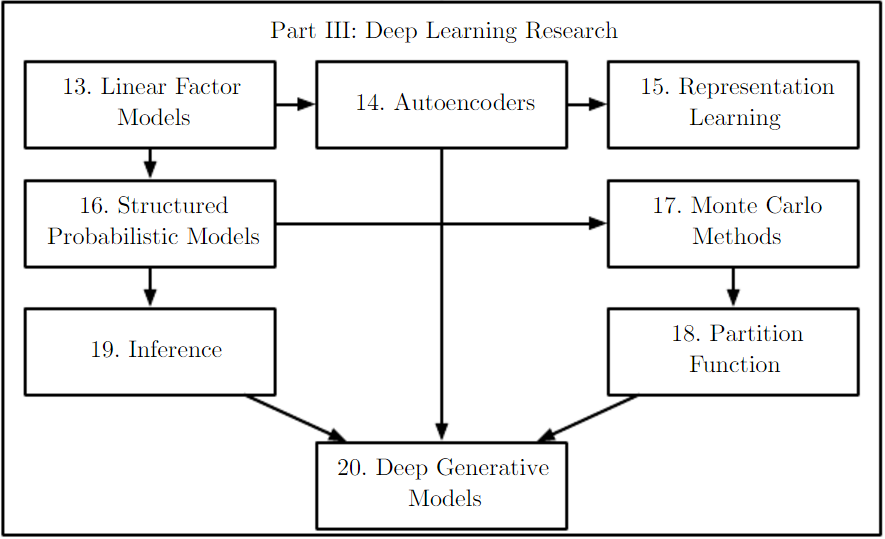 Part III: Deep Learning Research
13. Linear Factor
Models
14. Autoencoders
15. Representation
Learning
16. Structured
Probabilistic Models
17. Monte Carlo
Methods
19. Inference
18. Partition
Function
20. Deep Generative
Models